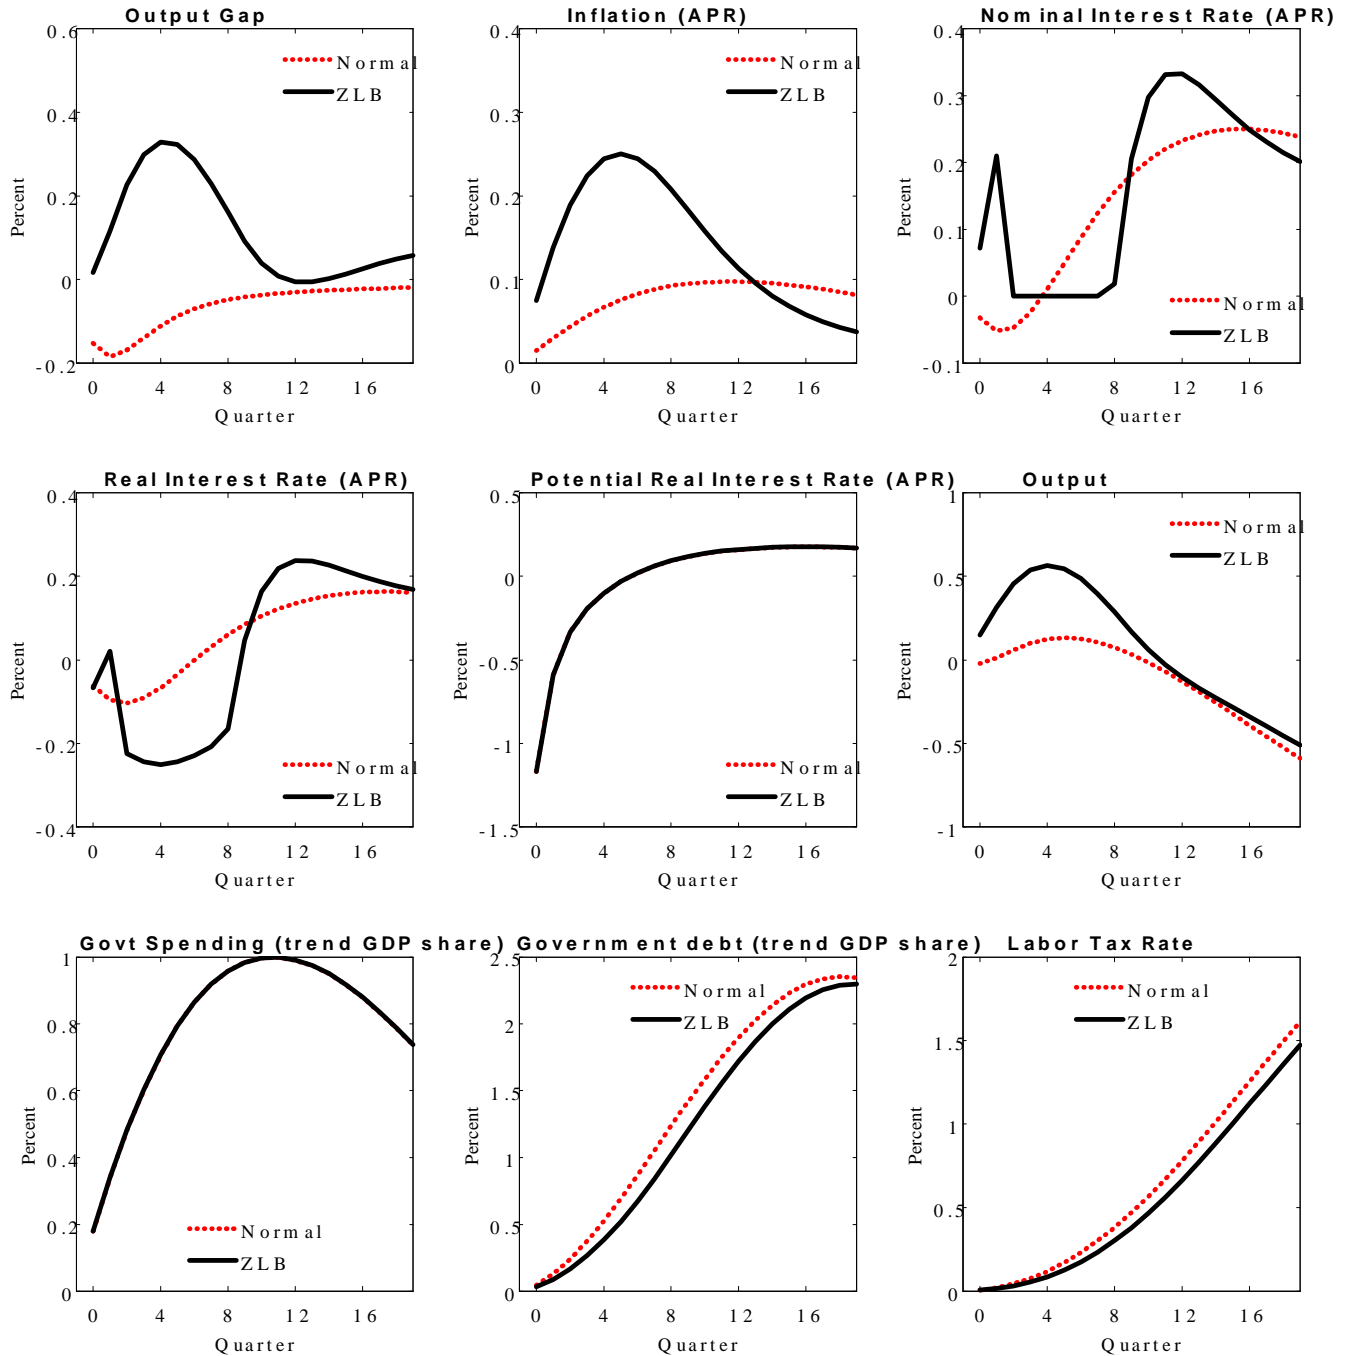 Output Gap
0.6
0.4
0.2
0
-0.2
Percent
Normal
ZLB
0 4 8 12 16
Quarter
Inflation (APR)
0.4
0.3
0.2
0.1
0
Percent
Normal
ZLB
0 4 8 12 16
Quarter
Nominal Interest Rate (APR)
0.4
0.3
0.2
0.1
0
-0.1
Percent
Normal
ZLB
0 4 8 12 16
Quarter
Real Interest Rate (APR)
0.4
0.2
0
-0.2
-0.4
Percent
Normal
ZLB
0 4 8 12 16
Quarter
Potential Real Interest Rate (APR)
0.5
0
-0.5
-1
-1.5
Percent
Normal
ZLB
0 4 8 12 16
Quarter
Output
1
0.5
0
-0.5
-1
Percent
Normal
ZLB
0 4 8 12 16
Quarter
Govt Spending (trend GDP share)
1
0.8
0.6
0.4
0.2
0
Percent
Normal
ZLB
0 4 8 12 16
Quarter
Government debt (trend GDP share)
2.5
2
1.5
1
0.5
0
Percent
Normal
ZLB
0 4 8 12 16
Quarter
Labor Tax Rate
2
1.5
1
0.5
0
Percent
Normal
ZLB
0 4 8 12 16
Quarter